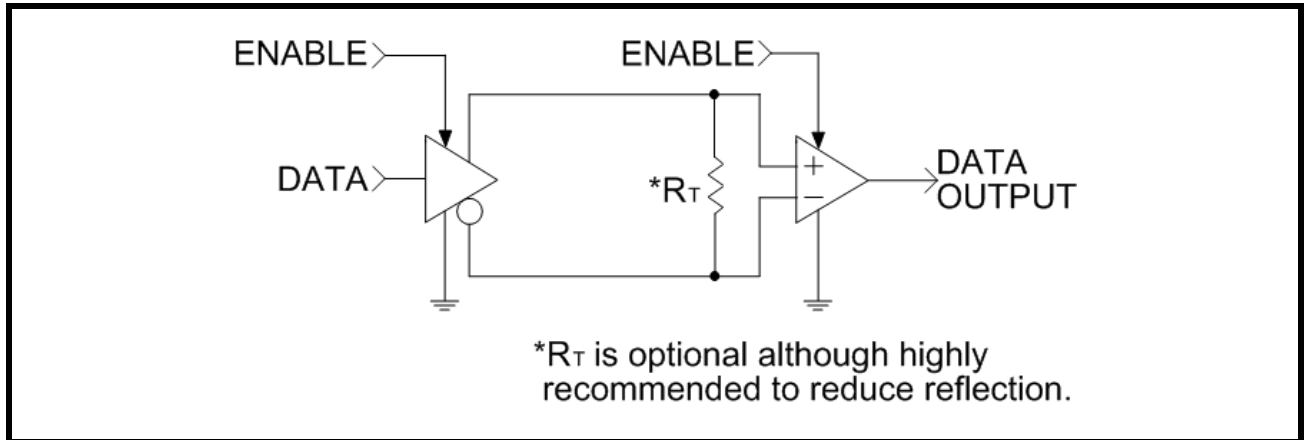 ENABLE
ENABLE
DATA
*RT
+
−
DATA
OUTPUT
*RT is optional although highly
recommended to reduce reflection.